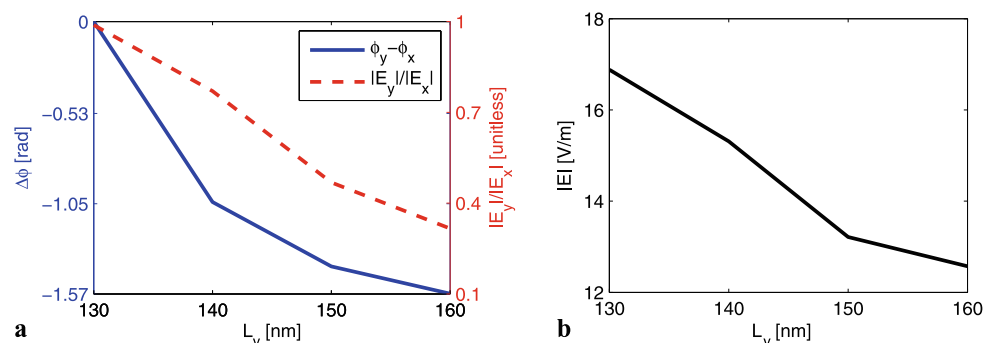 0
-0.53
-1.05
-1.57
Δϕ [rad]
ϕy−ϕx
|Ey|/|Ex|
1
0.7
0.4
0.1
|Ey|/|Ex| [unitless]
130 140 150 160
Ly [nm]
a
18
16
14
12
|E| [V/m]
130 140 150 160
Ly [nm]
b